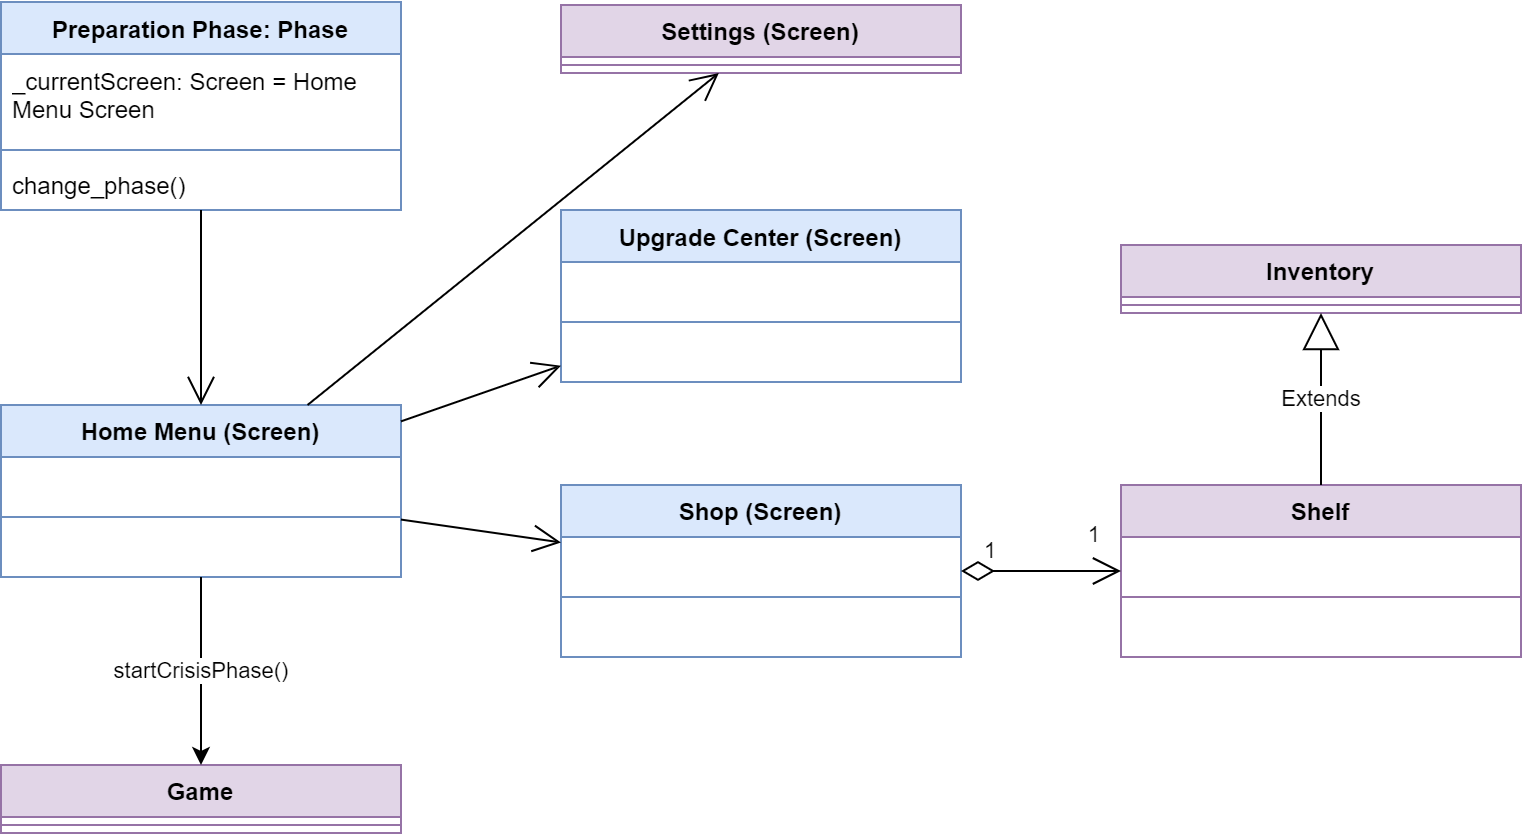 Preparation Phase: Phase
_currentScreen: Screen = Home
Menu Screen
change_phase()
Settings (Screen)
Upgrade Center (Screen)
Inventory
Extends
Home Menu (Screen)
Shop (Screen)
Shelf
1
1
startCrisisPhase()
Game